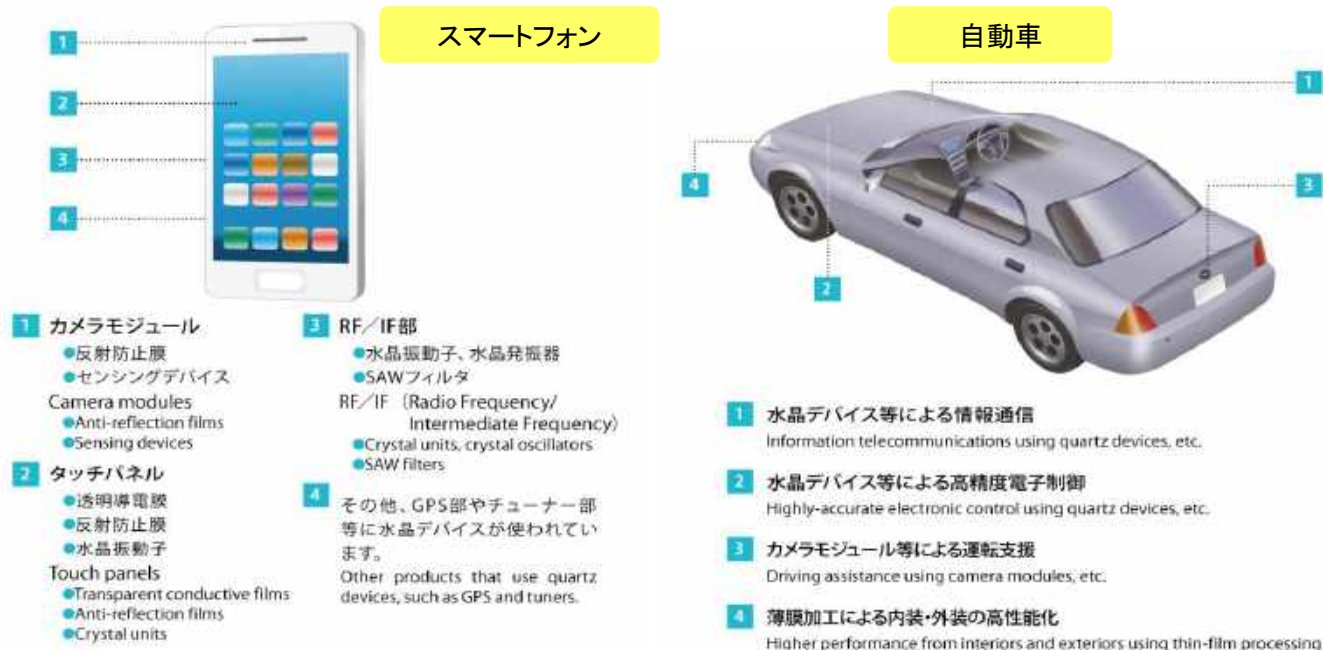 スマートフォン
1
2
3
4
1 カメラモジュール
●反射防止膜
●センシングデバイス
Camera modules
●Anti-reflection films
●Sensing devices
2 タッチパネル
●透明導電膜
●反射防止膜
●水晶振動子
Touch panels
●Transparent conductive films
●Anti-reflection films
●Crystal units
3 RF/IF部
●水晶振動子、水晶発振器
●SAWフィルタ
RF/IF (Radio Frequency/
Intermediate Frequency)
●Crystal units, crystal oscillators
●SAW filters
4 その他、GPS部やチューナー部
等に水晶デバイスが使われてい
ます。
Other products that use quartz
devices, such as GPS and tuners.
自動車
1
4
3
2
1 水晶デバイス等による情報通信
Information telecommunications using quartz devices, etc.
2 水晶デバイス等による高精度電子制御
Highly-accurate electronic control using quartz devices, etc.
3 カメラモジュール等による運転支援
Driving assistance using camera modules, etc.
4 薄膜加工による内装・外装の高性能化
Higher performance from interiors and exteriors using thin-film processing